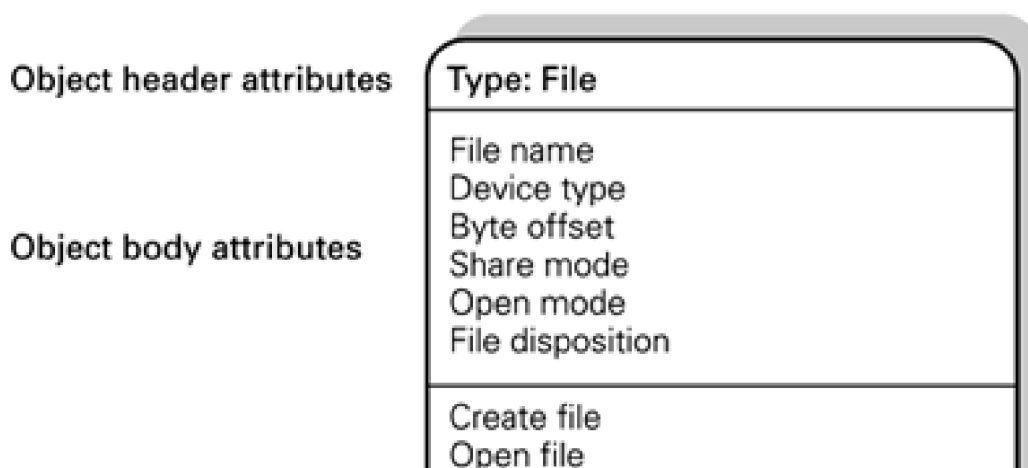 Object header attributes
Type: File
Object body attributes
File name
Device type
Byte offset
Share mode
Open mode
File disposition
Create file
Open file